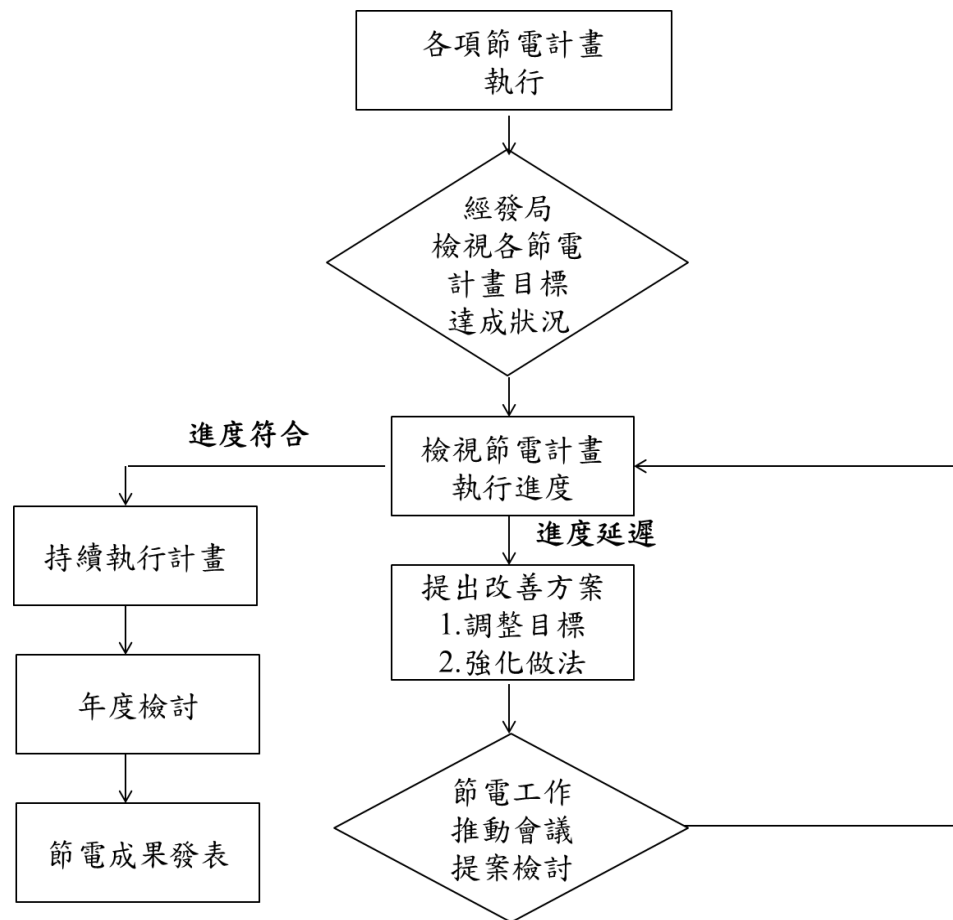 各項節電計畫
執行
經發局
檢視各節電
計畫目標
達成狀況
進度符合
檢視節電計畫
執行進度
進度延遲
持續執行計畫
提出改善方案
1.調整目標
2.強化做法
年度檢討
節電工作
推動會議
提案檢討
節電成果發表